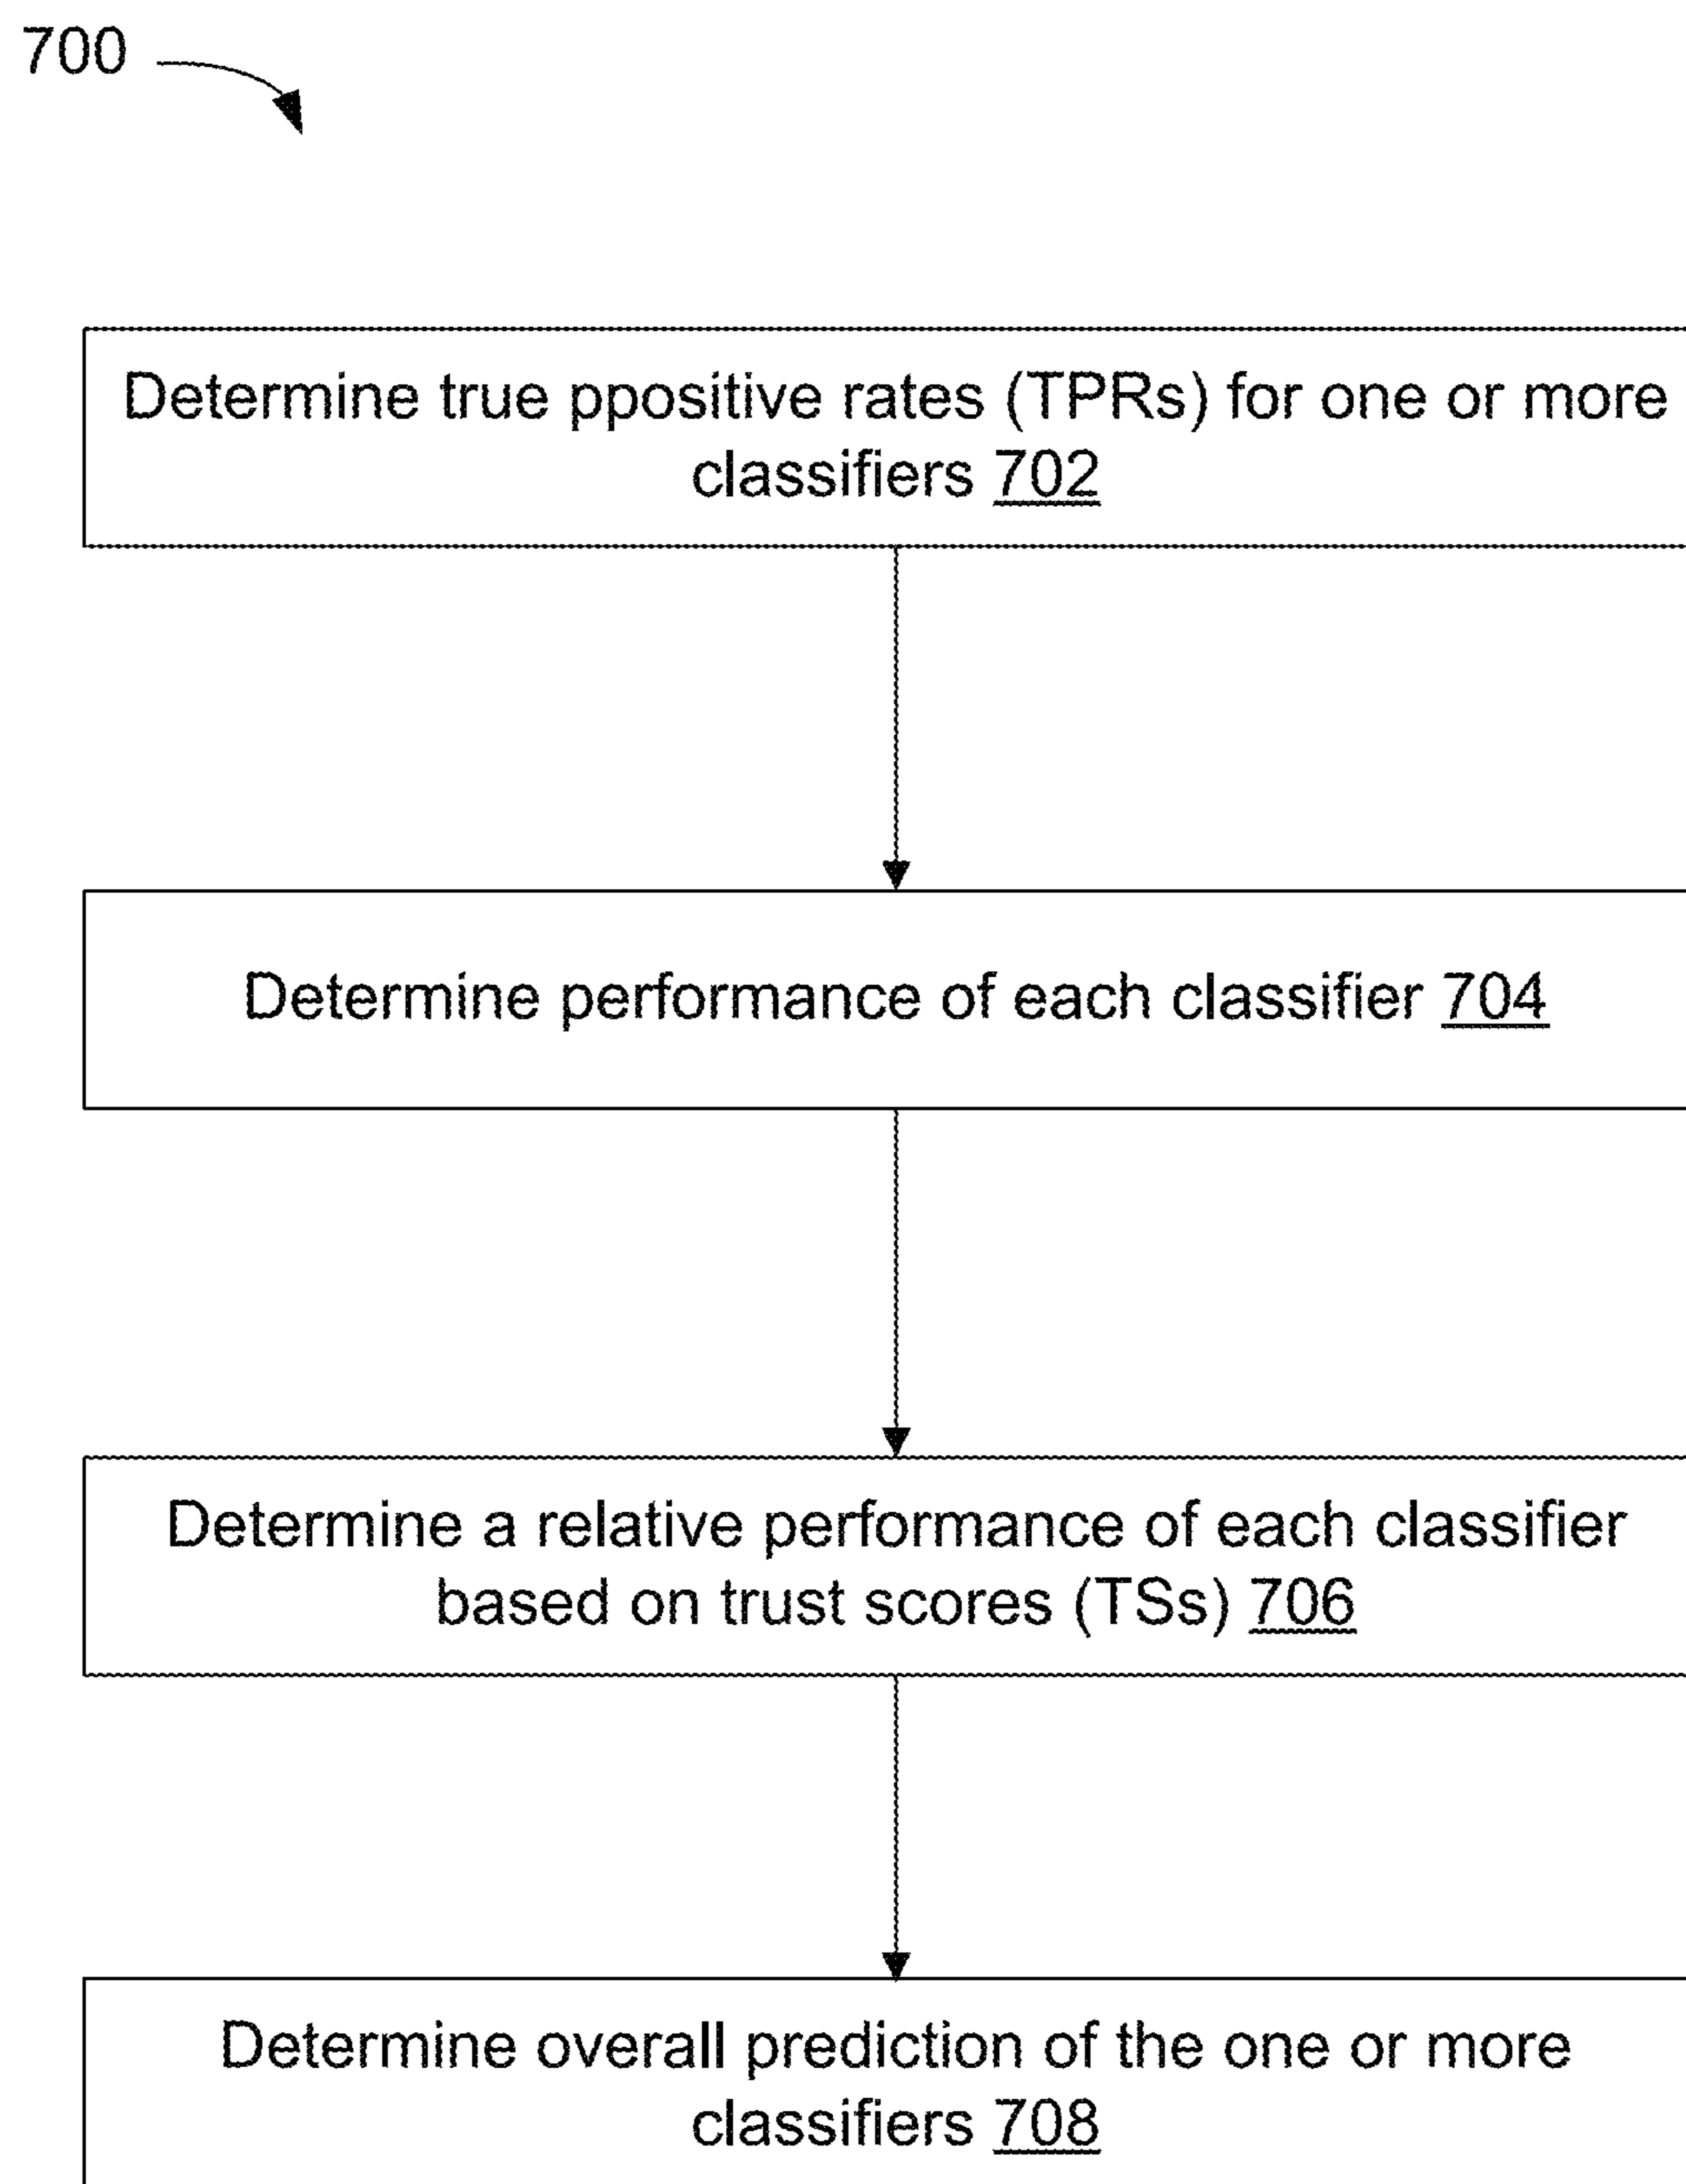 700
Determine true ppositive rates (TPRs) for one or more
classifiers 702
Determine performance of each classifier 704
Determine a relative performance of each classifier
based on trust scores (TSs) 706
Determine overall prediction of the one or more
classifiers 708